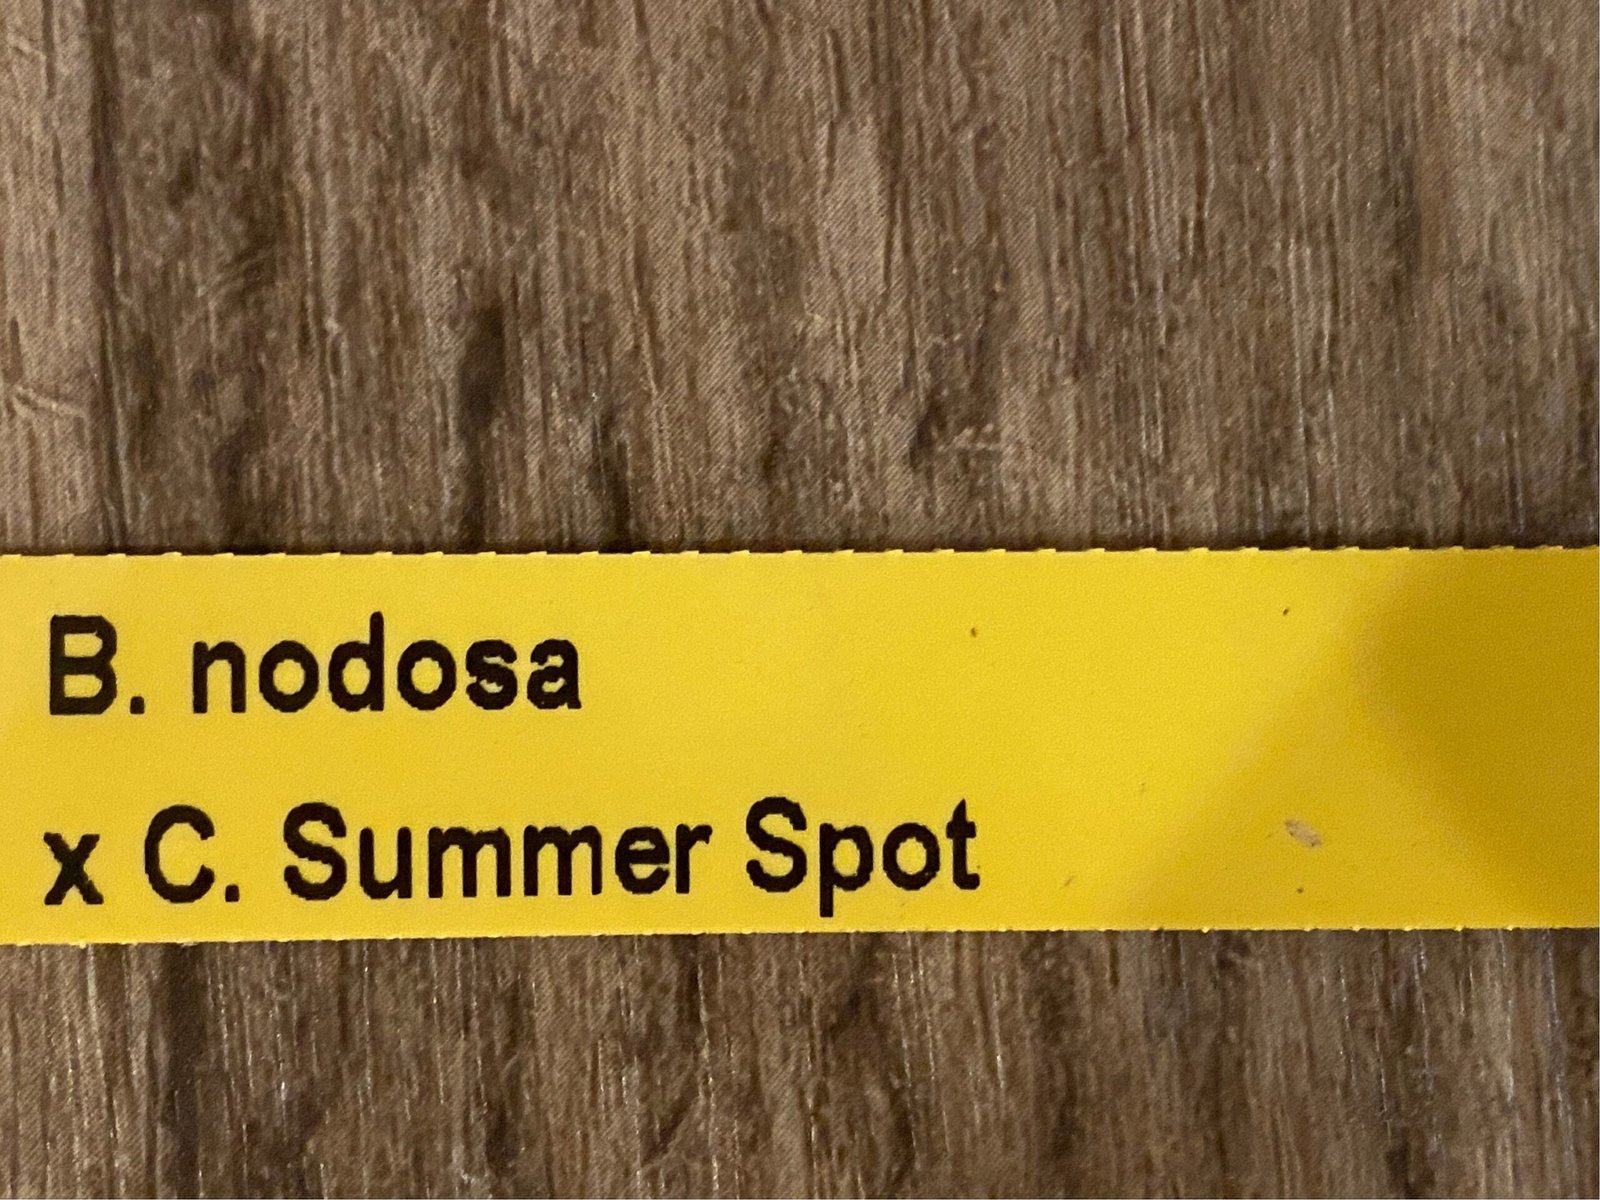 B. nodosa
x C. Summer Spot